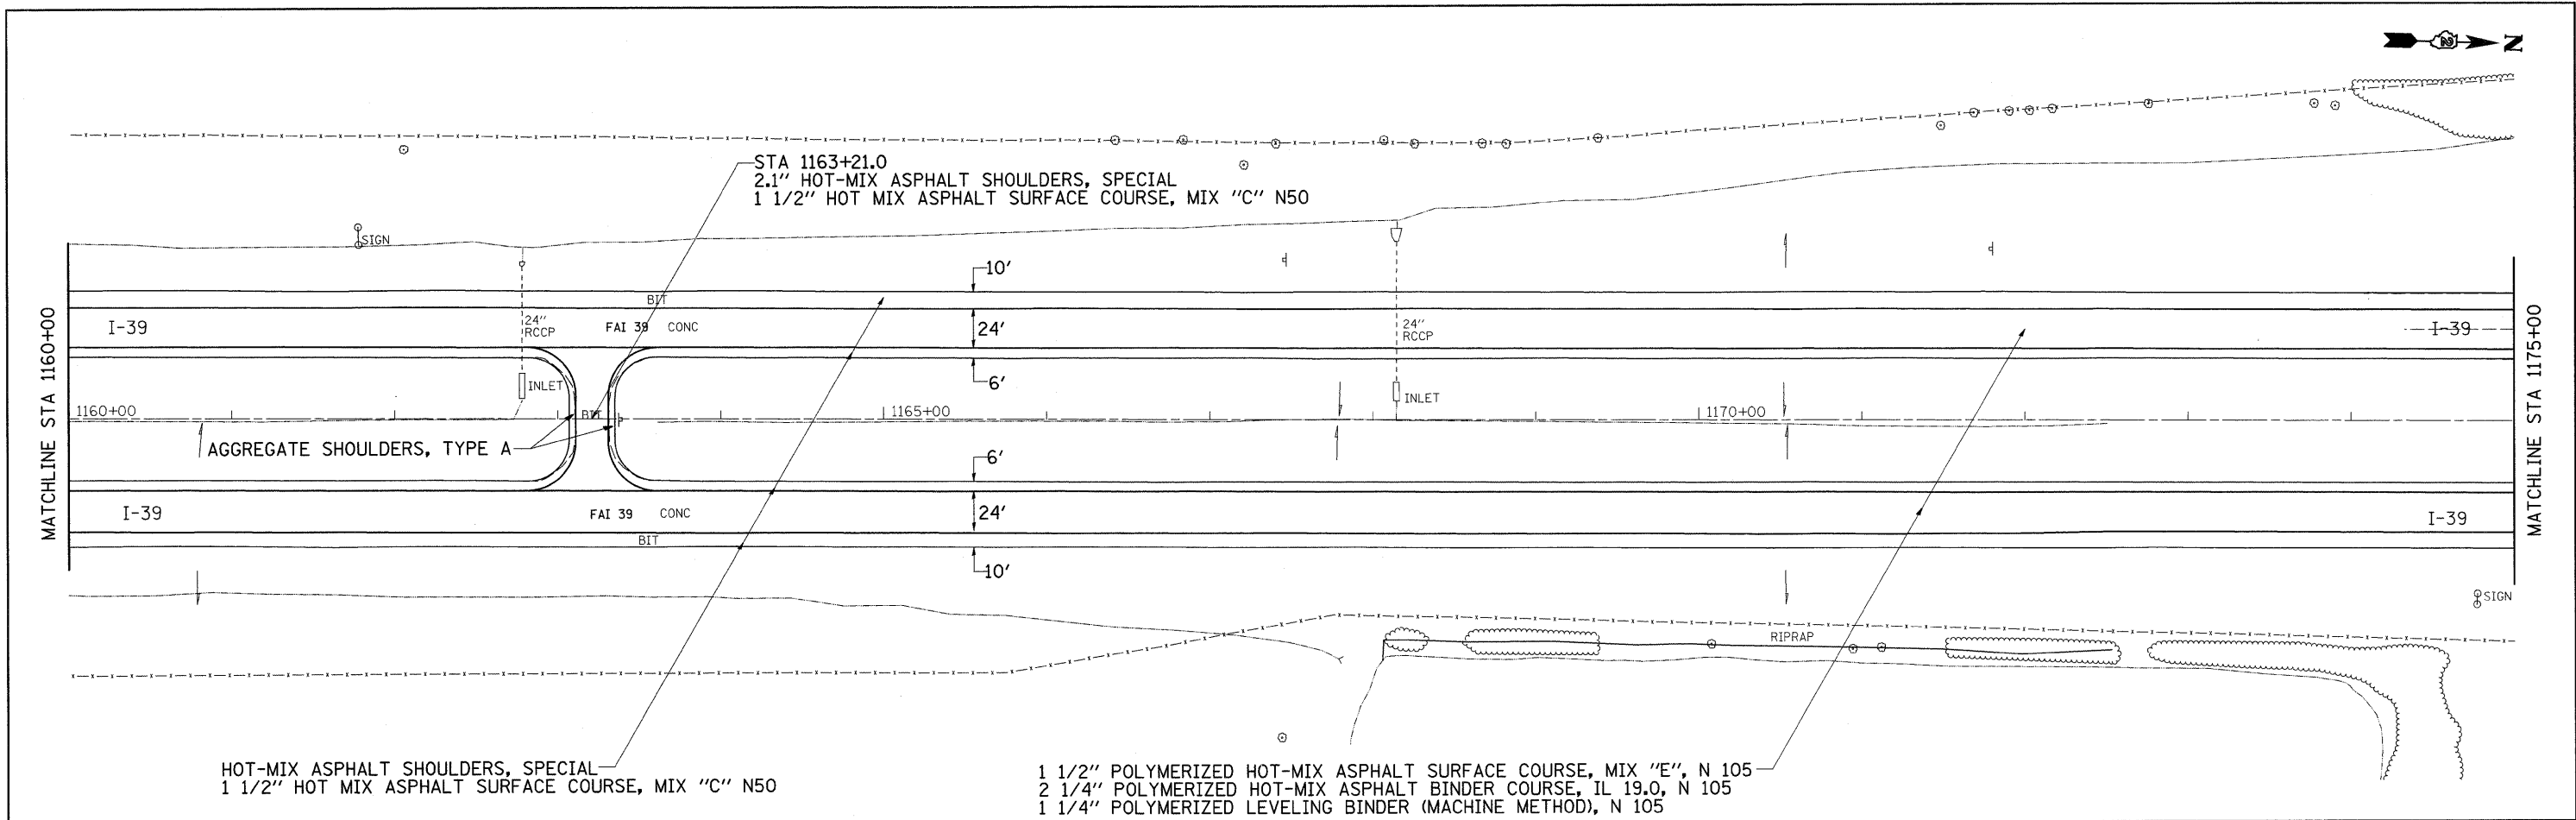 N
STA 1163+21.0
2.1" HOT-MIX ASPHALT SHOULDERS, SPECIAL
1 1/2" HOT MIX ASPHALT SURFACE COURSE, MIX "C" N50
SIGN
10'
BIT
I-39
24"
RCCP
FAI 39 CONC
24'
24"
RCCP
I-39
MATCHLINE STA 1160+00
MATCHLINE STA 1175+00
6'
INLET
INLET
1160+00
BIT
1165+00
1170+00
AGGREGATE SHOULDERS, TYPE A
6'
I-39
FAI 39 CONC
24'
I-39
BIT
10'
SIGN
RIPRAP
HOT-MIX ASPHALT SHOULDERS, SPECIAL
1 1/2" HOT MIX ASPHALT SURFACE COURSE, MIX "C" N50
1 1/2" POLYMERIZED HOT-MIX ASPHALT SURFACE COURSE, MIX "E", N 105
2 1/4" POLYMERIZED HOT-MIX ASPHALT BINDER COURSE, IL 19.0, N 105
1 1/4" POLYMERIZED LEVELING BINDER (MACHINE METHOD), N 105